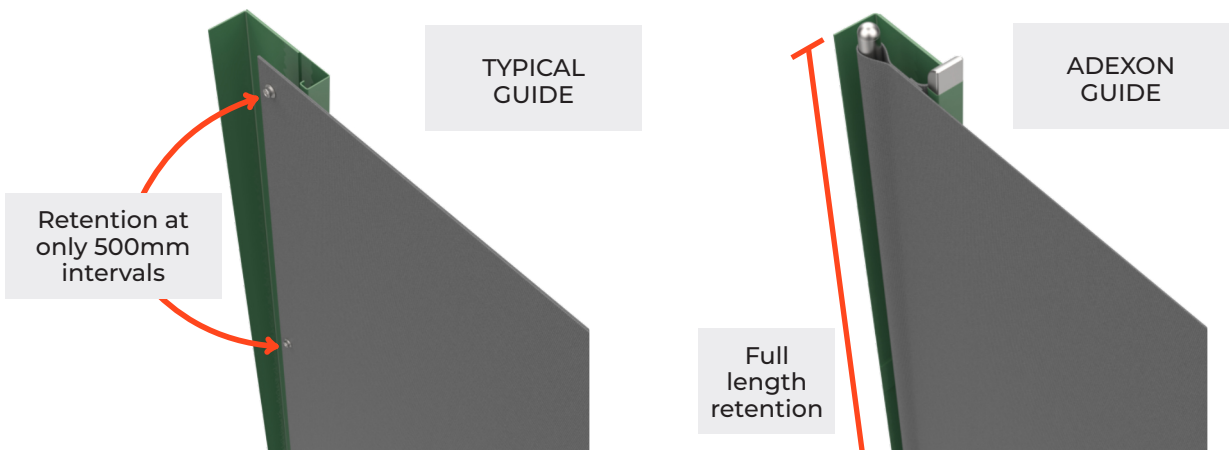 TYPICAL
GUIDE
ADEXON
GUIDE
Retention at
only 500mm
intervals
Full
length
retention